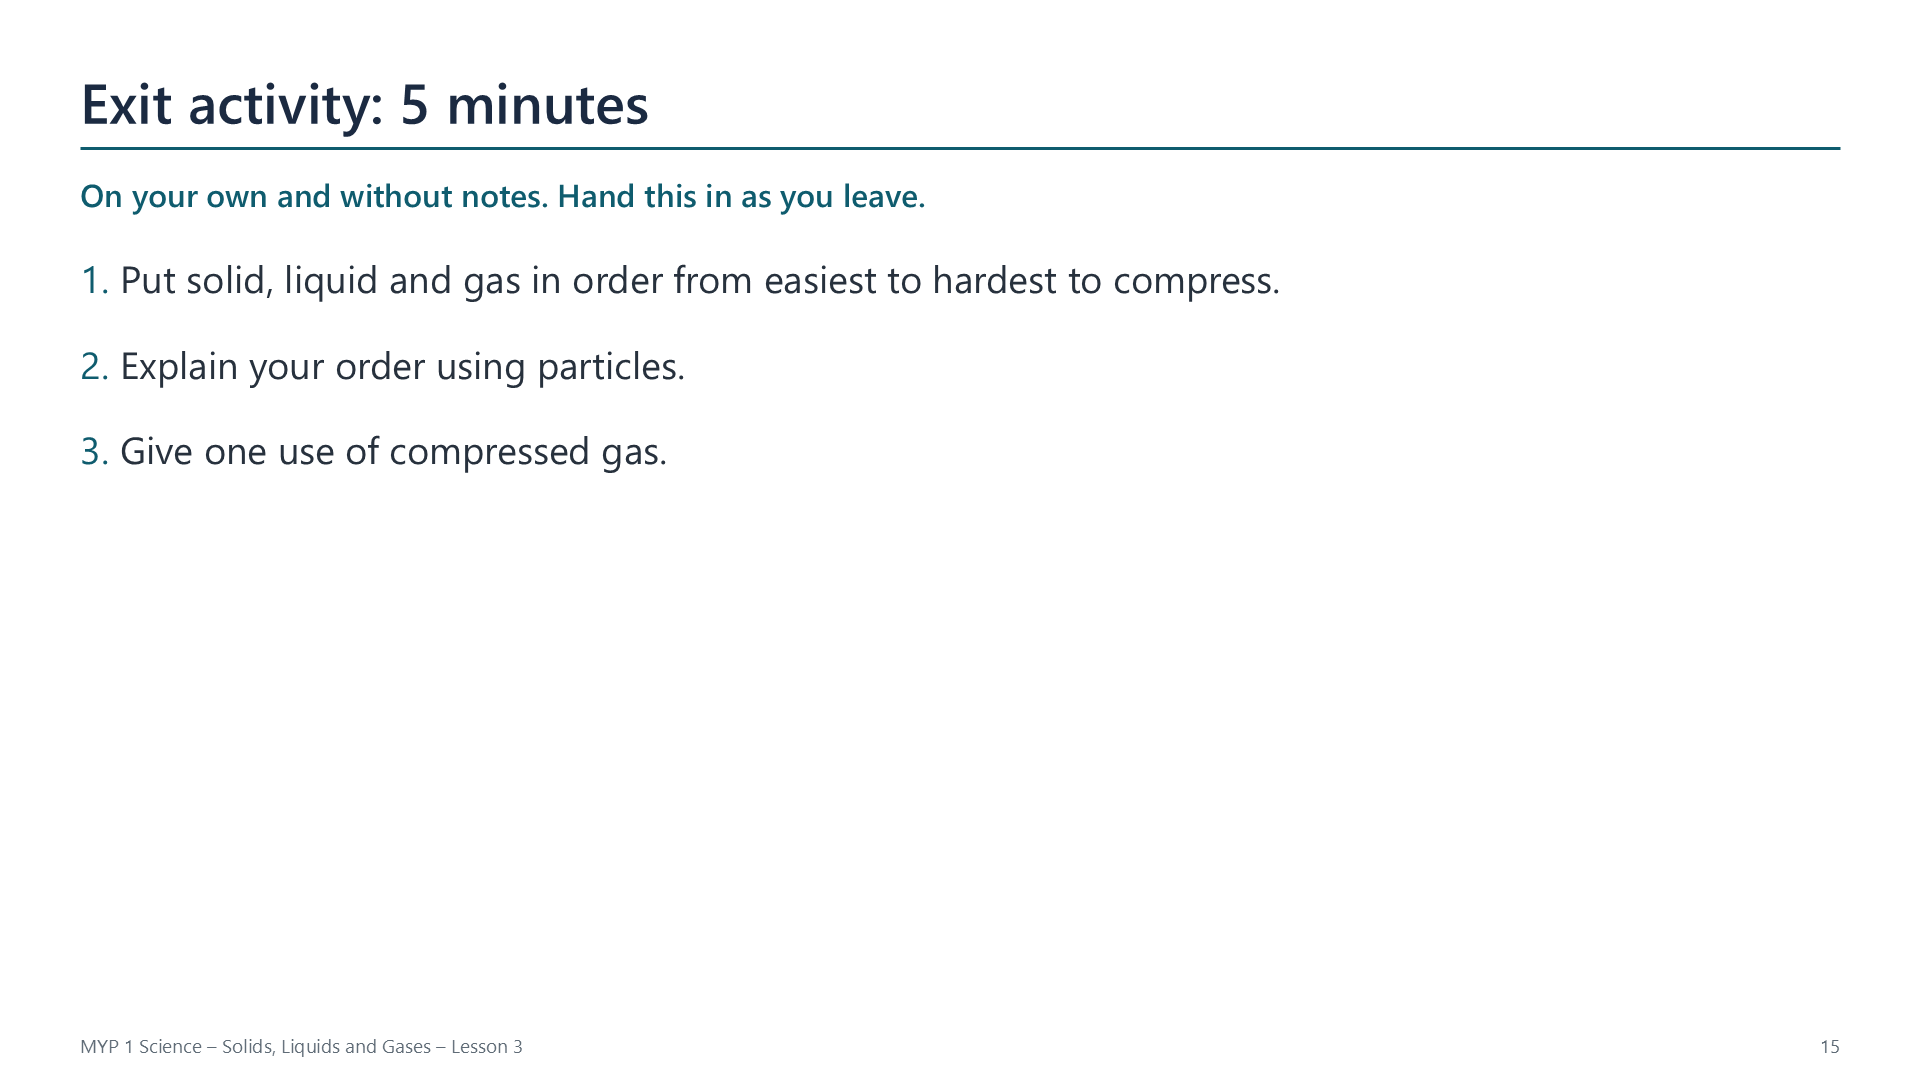 Exit activity: 5 minutes
On your own and without notes. Hand this in as you leave.
1. Put solid, liquid and gas in order from easiest to hardest to compress.
2. Explain your order using particles.
3. Give one use of compressed gas.
MYP 1 Science – Solids, Liquids and Gases – Lesson 3
15